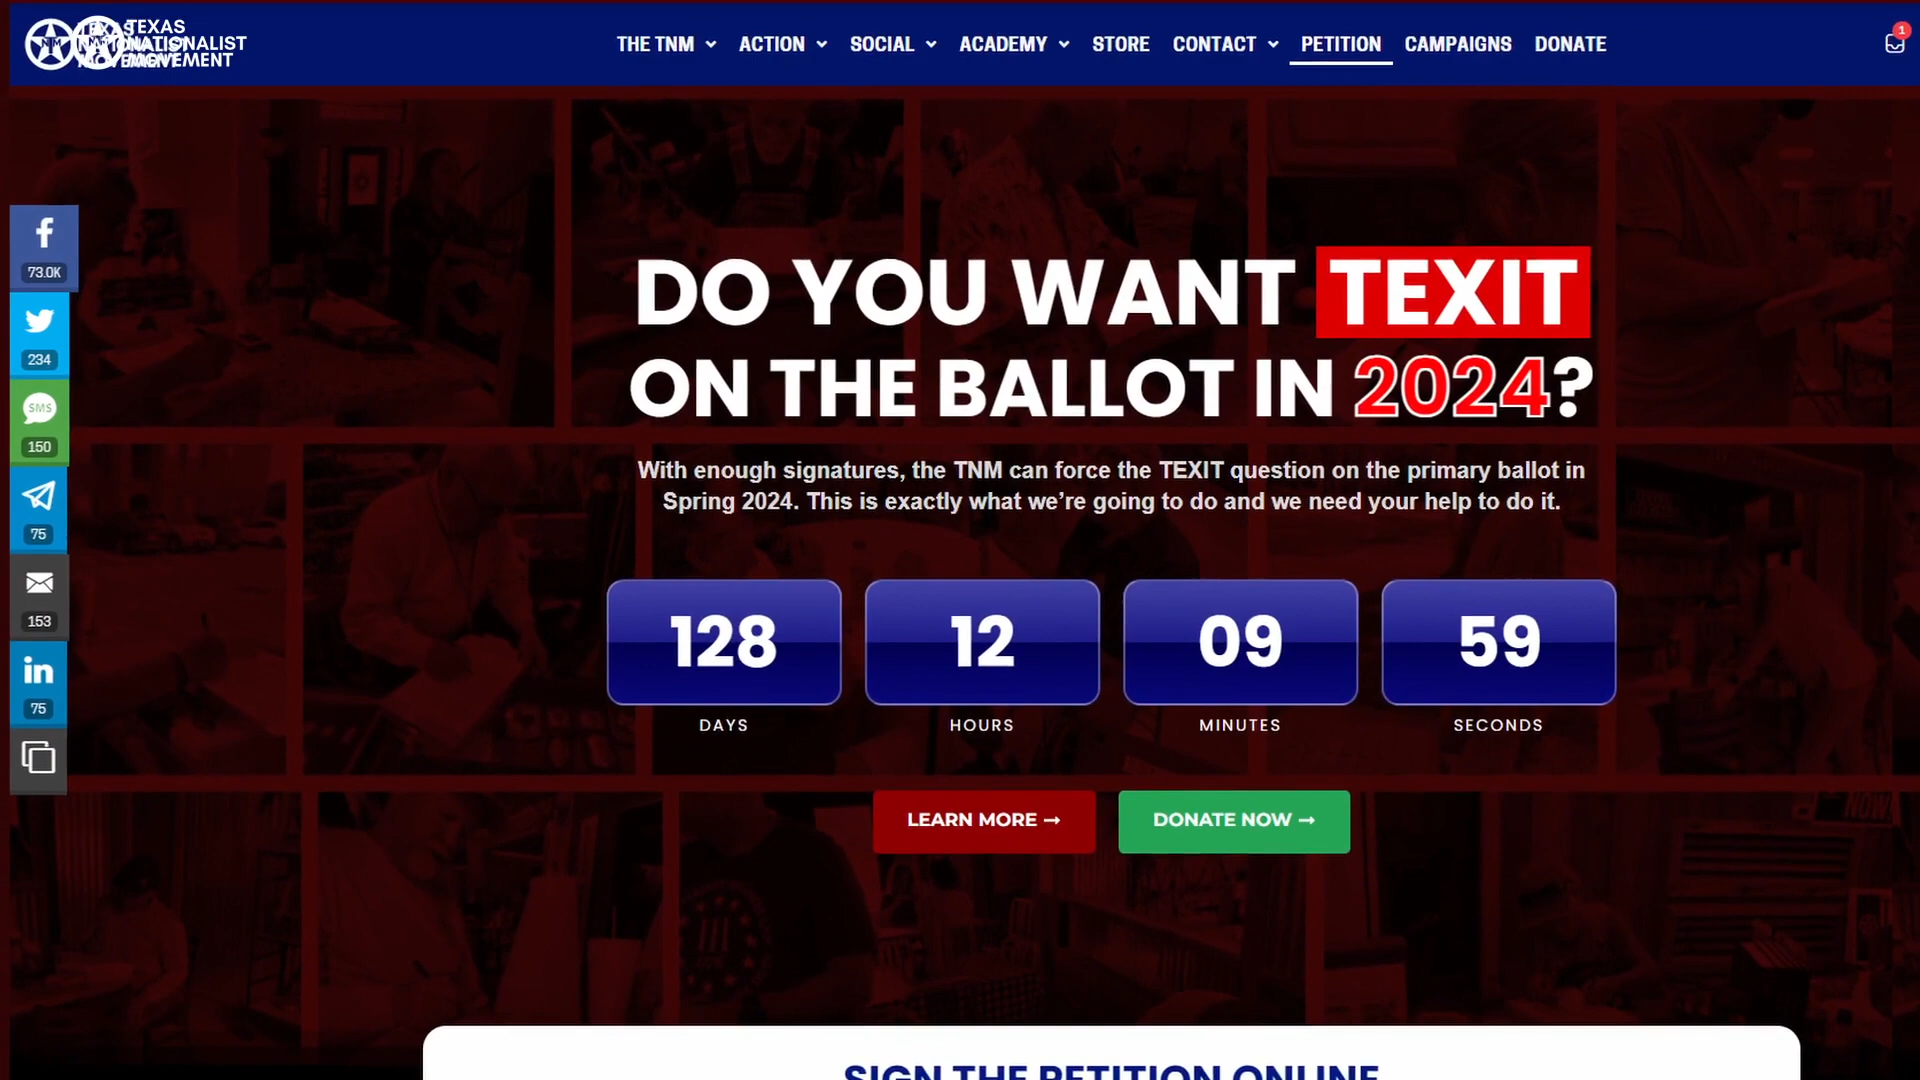 TEXAS
NATIONALIST
MOVEMENT
THE TNM
ACTION
SOCIAL
ACADEMY
STORE
CONTACT
PETITION
CAMPAIGNS
DONATE
1
73.0K
234
SMS
150
75
153
in
75
DO YOU WANT TEXIT
ON THE BALLOT IN 2024?
With enough signatures, the TNM can force the TEXIT question on the primary ballot in
Spring 2024. This is exactly what we’re going to do and we need your help to do it.
128
12
09
59
DAYS
HOURS
MINUTES
SECONDS
LEARN MORE →
DONATE NOW →
SIGN THE PETITION ONLINE